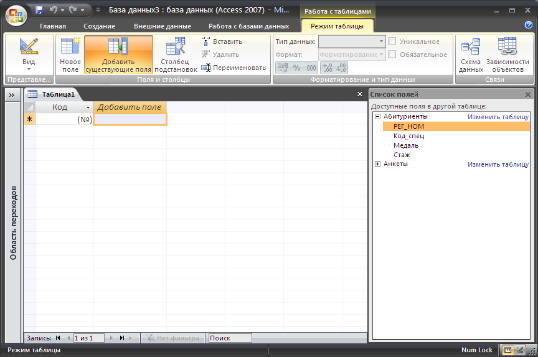 База данных3 : база данных (Access 2007) - Mi...
Работа с таблицами
Главная Создание Внешние данные Работа с базами данных Режим таблицы
Вид
Представле...
Новое поле
Добавить существующие поля
Столбец подстановок
Вставить
Удалить
Переименовать
Поля и столбцы
Тип данных:
Формат: Форматирование
% 000
Уникальное
Обязательное
Форматирование и тип данных
Схема данных
Зависимости объектов
Связи
Область переходов
Таблица1
Код Добавить поле
(№)
Запись: 1 из 1 Нет фильтра Поиск
Список полей
Доступные поля в другой таблице:
Абитуриенты Изменить таблицу
РЕГ_НОМ
Код_спец
Медаль
Стаж
Анкеты Изменить таблицу
Режим таблицы Num Lock